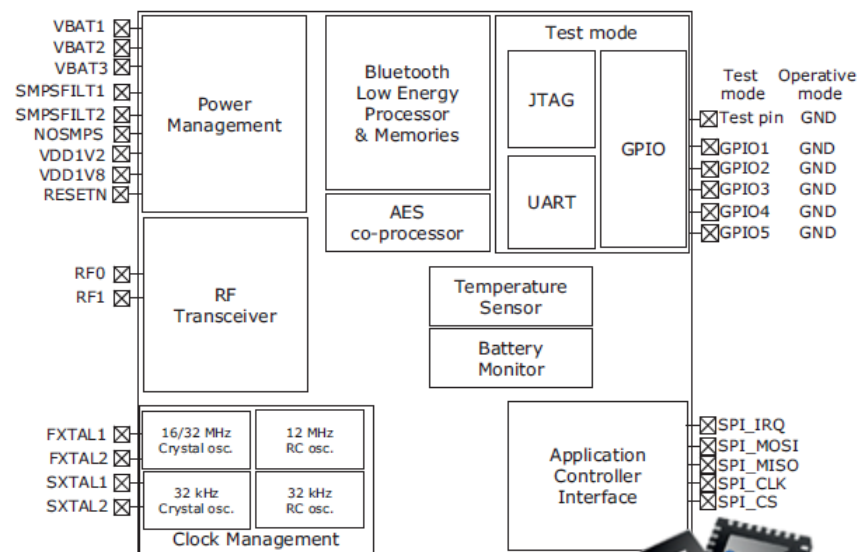 VBAT1
VBAT2
VBAT3
SMPSFILT1
SMPSFILT2
NOSMPS
VDD1V2
VDD1V8
RESETN
Power
Management
Bluetooth
Low Energy
Processor
& Memories
AES
co-processor
Test mode
JTAG
UART
GPIO
Test Operative
mode mode
Test pin GND
GPIO1 GND
GPIO2 GND
GPIO3 GND
GPIO4 GND
GPIO5 GND
RF0
RF1
RF
Transceiver
Temperature
Sensor
Battery
Monitor
FXTAL1
FXTAL2
SXTAL1
SXTAL2
16/32 MHz
Crystal osc.
12 MHz
RC osc.
32 kHz
Crystal osc.
32 kHz
RC osc.
Clock Management
Application
Controller
Interface
SPI_IRQ
SPI_MOSI
SPI_MISO
SPI_CLK
SPI_CS